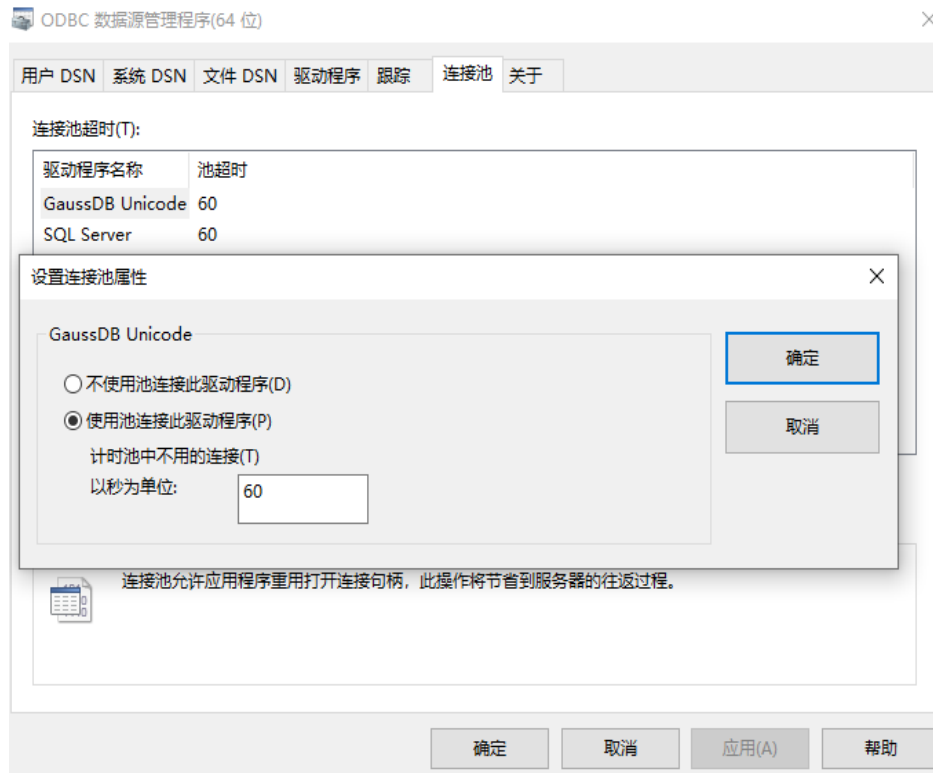 ODBC 数据源管理程序(64 位)
用户 DSN 系统 DSN 文件 DSN 驱动程序 跟踪 连接池 关于
连接池超时(T):
驱动程序名称 池超时
GaussDB Unicode 60
SQL Server 60
设置连接池属性
GaussDB Unicode
不使用池连接此驱动程序(D)
使用池连接此驱动程序(P)
计时池中不用的连接(T)
以秒为单位: 60
确定
取消
连接池允许应用程序重用打开连接句柄，此操作将节省到服务器的往返过程。
确定 取消 应用(A) 帮助